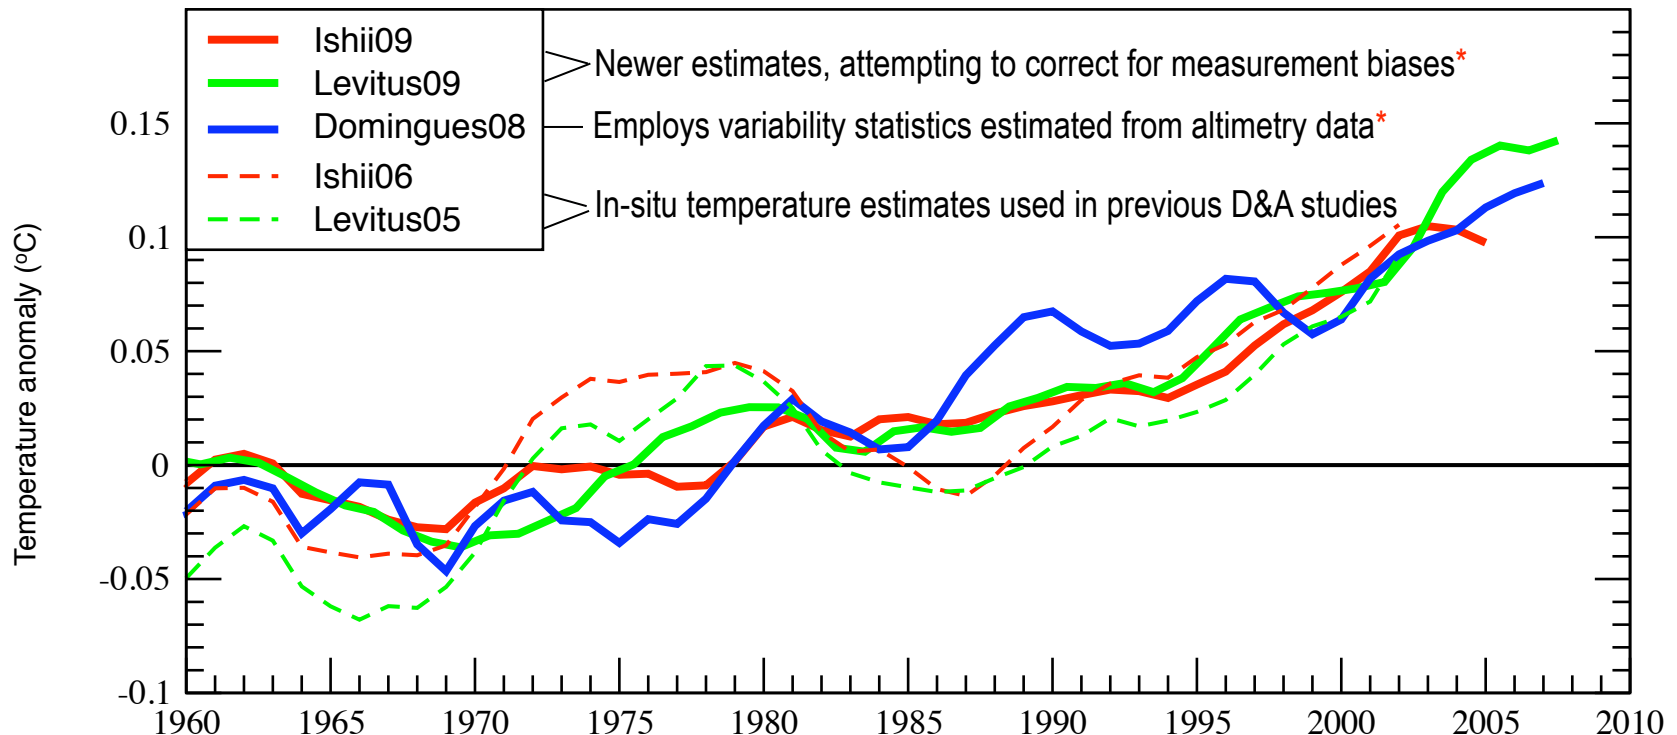 Ishii09
Levitus09
Newer estimates, attempting to correct for measurement biases*
Domingues08
Employs variability statistics estimated from altimetry data*
Ishii06
Levitus05
In-situ temperature estimates used in previous D&A studies
Temperature anomaly (ºC)
0.15
0.1
0.05
0
-0.05
-0.1
1960 1965 1970 1975 1980 1985 1990 1995 2000 2005 2010